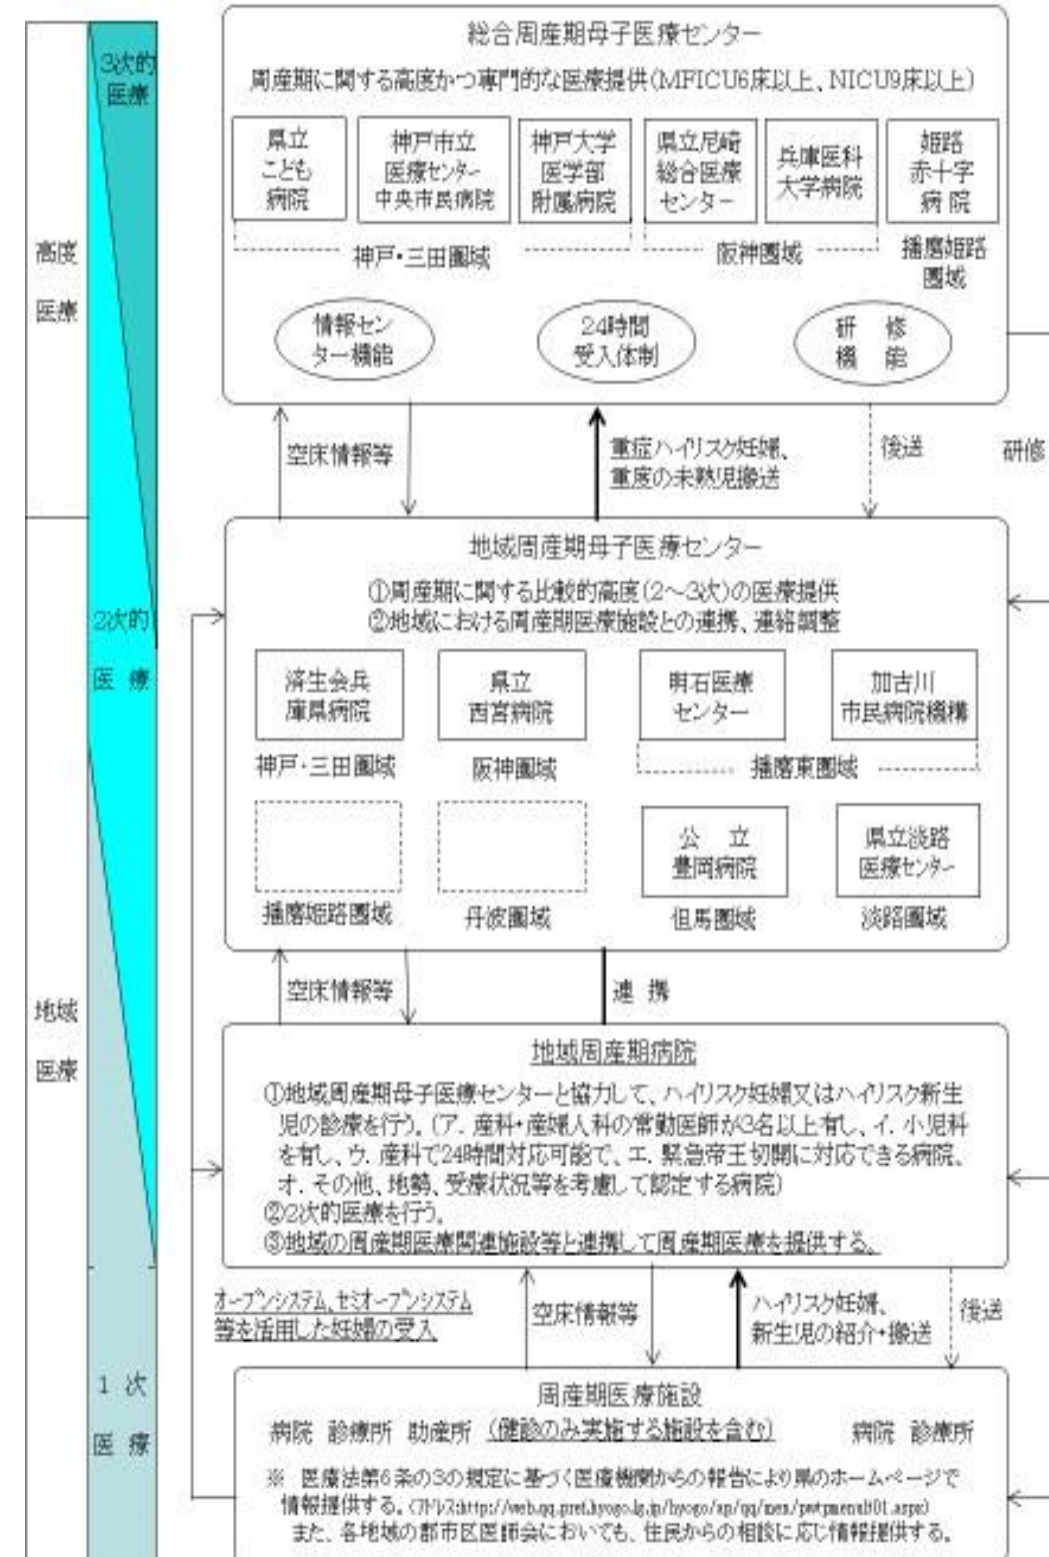 総合周産期母子医療センター
周産期に関する高度かつ専門的な医療提供(MFICU6床以上、NICU9床以上)
県立
こども
病院
神戸市立
医療センター
中央市民病院
神戸大学
医学部
附属病院
県立尼崎
総合医療
センター
兵庫医科
大学病院
姫路
赤十字
病院
神戸・三田圏域
阪神圏域
播磨姫路
圏域
情報セン
ター機能
24時間
受入体制
研 修
機 能
3次的
医療
高度
医療
空床情報等
重症ハイリスク妊婦、
重度の未熟児搬送
後送
研修
地域周産期母子医療センター
①周産期に関する比較的高度(2～3次)の医療提供
②地域における周産期医療施設との連携、連絡調整
2次的
医 療
済生会兵
庫県病院
県立
西宮病院
明石医療
センター
加古川
市民病院機構
神戸・三田圏域
阪神圏域
播磨東圏域
公 立
豊岡病院
県立淡路
医療センター
播磨姫路圏域
丹波圏域
但馬圏域
淡路圏域
空床情報等
連 携
地域
医療
地域周産期病院
①地域周産期母子医療センターと協力して、ハイリスク妊婦又はハイリスク新生
児の診療を行う。(ア．産科・産婦人科の常勤医師が3名以上有し、イ．小児科
を有し、ウ．産科で24時間対応可能で、エ．緊急帝王切開に対応できる病院、
オ．その他、地勢、受療状況等を考慮して認定する病院)
②2次的医療を行う。
③地域の周産期医療関連施設等と連携して周産期医療を提供する。
オープンシステム、セミオープンシステム
等を活用した妊婦の受入
空床情報等
ハイリスク妊婦、
新生児の紹介・搬送
後送
1 次
医 療
周産期医療施設
病院 診療所 助産所 (健診のみ実施する施設を含む) 病院 診療所
※ 医療法第6条の3の規定に基づく医療機関からの報告により県のホームページで
情報提供する。
また、各地域の郡市区医師会においても、住民からの相談に応じ情報提供する。